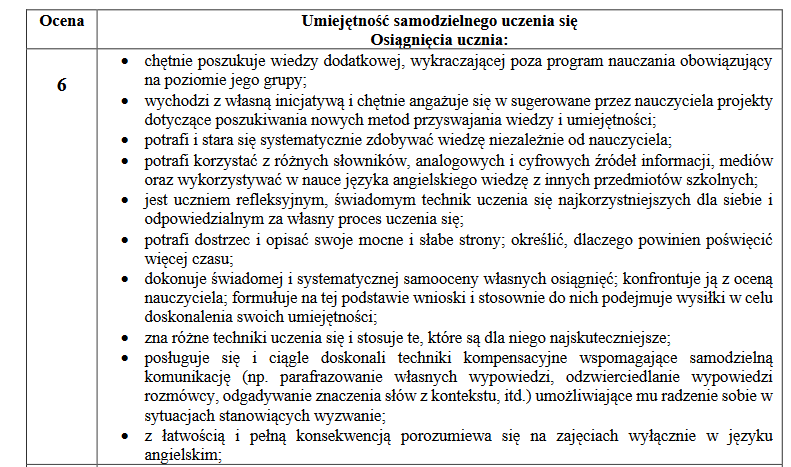 Ocena
Umiejętność samodzielnego uczenia się
Osiągnięcia ucznia:
6
• chętnie poszukuje wiedzy dodatkowej, wykraczającej poza program nauczania obowiązujący
na poziomie jego grupy;
• wychodzi z własną inicjatywą i chętnie angażuje się w sugerowane przez nauczyciela projekty
dotyczące poszukiwania nowych metod przyswajania wiedzy i umiejętności;
• potrafi i stara się systematycznie zdobywać wiedzę niezależnie od nauczyciela;
• potrafi korzystać z różnych słowników, analogowych i cyfrowych źródeł informacji, mediów
oraz wykorzystywać w nauce języka angielskiego wiedzę z innych przedmiotów szkolnych;
• jest uczniem refleksyjnym, świadomym technik uczenia się najkorzystniejszych dla siebie i
odpowiedzialnym za własny proces uczenia się;
• potrafi dostrzec i opisać swoje mocne i słabe strony; określić, dlaczego powinien poświęcić
więcej czasu;
• dokonuje świadomej i systematycznej samooceny własnych osiągnięć; konfrontuje ją z oceną
nauczyciela; formułuje na tej podstawie wnioski i stosownie do nich podejmuje wysiłki w celu
doskonalenia swoich umiejętności;
• zna różne techniki uczenia się i stosuje te, które są dla niego najskuteczniejsze;
• posługuje się i ciągle doskonali techniki kompensacyjne wspomagające samodzielną
komunikację (np. parafrazowanie własnych wypowiedzi, odzwierciedlanie wypowiedzi
rozmówcy, odgadywanie znaczenia słów z kontekstu, itd.) umożliwiające mu radzenie sobie w
sytuacjach stanowiących wyzwanie;
• z łatwością i pełną konsekwencją porozumiewa się na zajęciach wyłącznie w języku
angielskim;